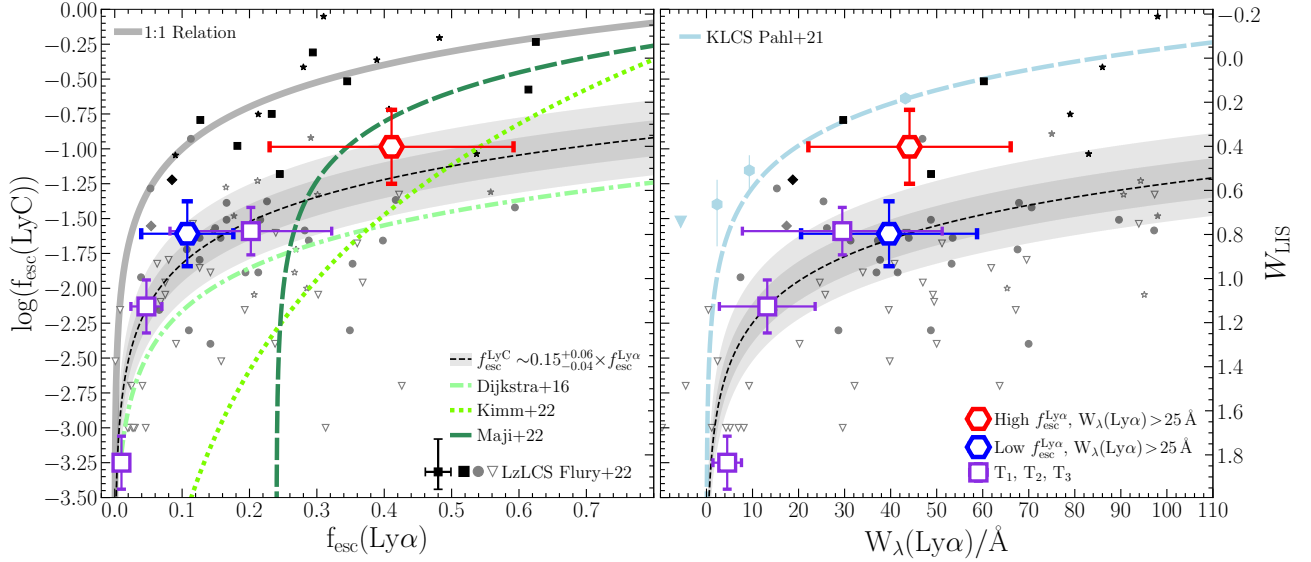 1:1 Relation
KLCS Pahl+21
−0.25
−0.50
−0.75
−1.00
−1.25
−1.50
−1.75
−2.00
−2.25
−2.50
−2.75
−3.00
−3.25
−3.50
log(f_esc(LyC))
f_esc^LyC ∼0.15^+0.06_−0.04 × f_esc^Lyα
Dijkstra+16
Kimm+22
Maji+22
LzLCS Flury+22
High f_esc^Lyα, W_λ(Lyα)>25 Å
Low f_esc^Lyα, W_λ(Lyα)>25 Å
T_1, T_2, T_3
−0.2
0.0
0.2
0.4
0.6
0.8
1.0
1.2
1.4
1.6
1.8
W_LIS
0.0 0.1 0.2 0.3 0.4 0.5 0.6 0.7
0 10 20 30 40 50 60 70 80 90 100 110
f_esc(Lyα)
W_λ(Lyα)/Å